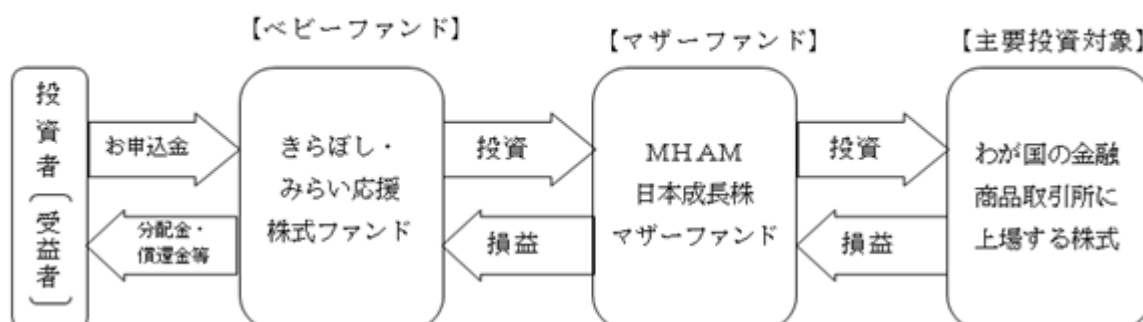 【ベビーファンド】
【マザーファンド】
【主要投資対象】
投資者
（受益者）
お申込金
分配金・
償還金等
きらぼし・
みらい応援
株式ファンド
投資
損益
MHAM
日本成長株
マザーファンド
投資
損益
わが国の金融
商品取引所に
上場する株式